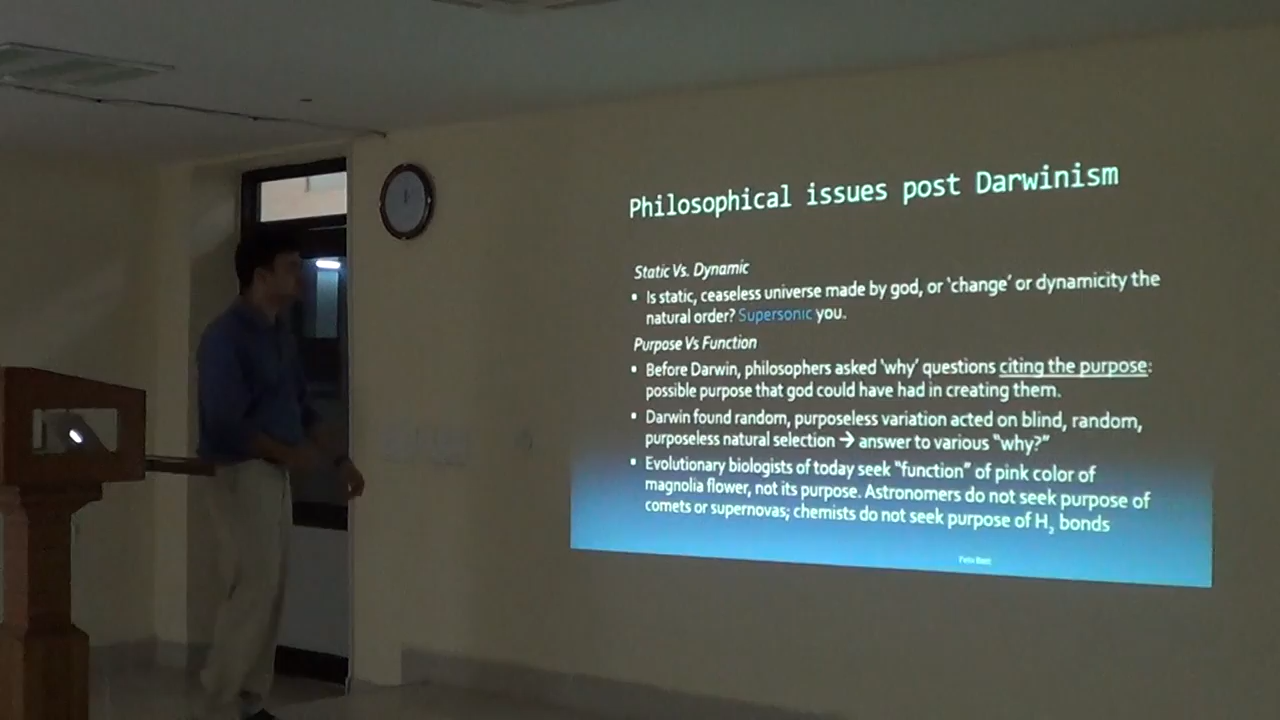 Philosophical issues post Darwinism
Static Vs. Dynamic
• Is static, ceaseless universe made by god, or 'change' or dynamicity the
natural order? Supersonic you.
Purpose Vs Function
• Before Darwin, philosophers asked 'why' questions citing the purpose:
possible purpose that god could have had in creating them.
• Darwin found random, purposeless variation acted on blind, random,
purposeless natural selection → answer to various "why?"
• Evolutionary biologists of today seek "function" of pink color of
magnolia flower, not its purpose. Astronomers do not seek purpose of
comets or supernovas; chemists do not seek purpose of H₂ bonds